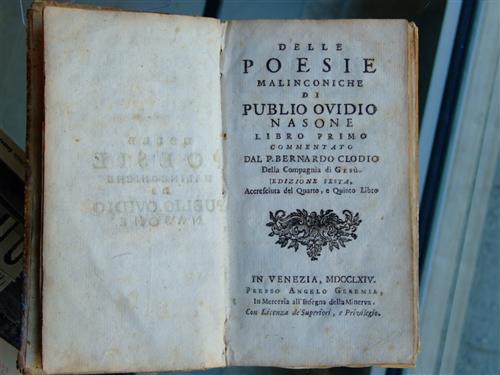 DELLE
POESIE
MALINCONICHE
DI
PUBLIO OVIDIO
NASONE
LIBRO PRIMO
COMMENTATO
DAL P. BERNARDO CLODIO
Della Compagnia di GESÙ.
EDIZIONE SESTA,
Accresciuta del Quarto, e Quinto Libro
IN VENEZIA, MDCCLXIV.
PRESSO ANGELO GEREMIA,
In Merceria all'Insegna della Minerva.
Con Licenza de' Superiori, e Privilegio.